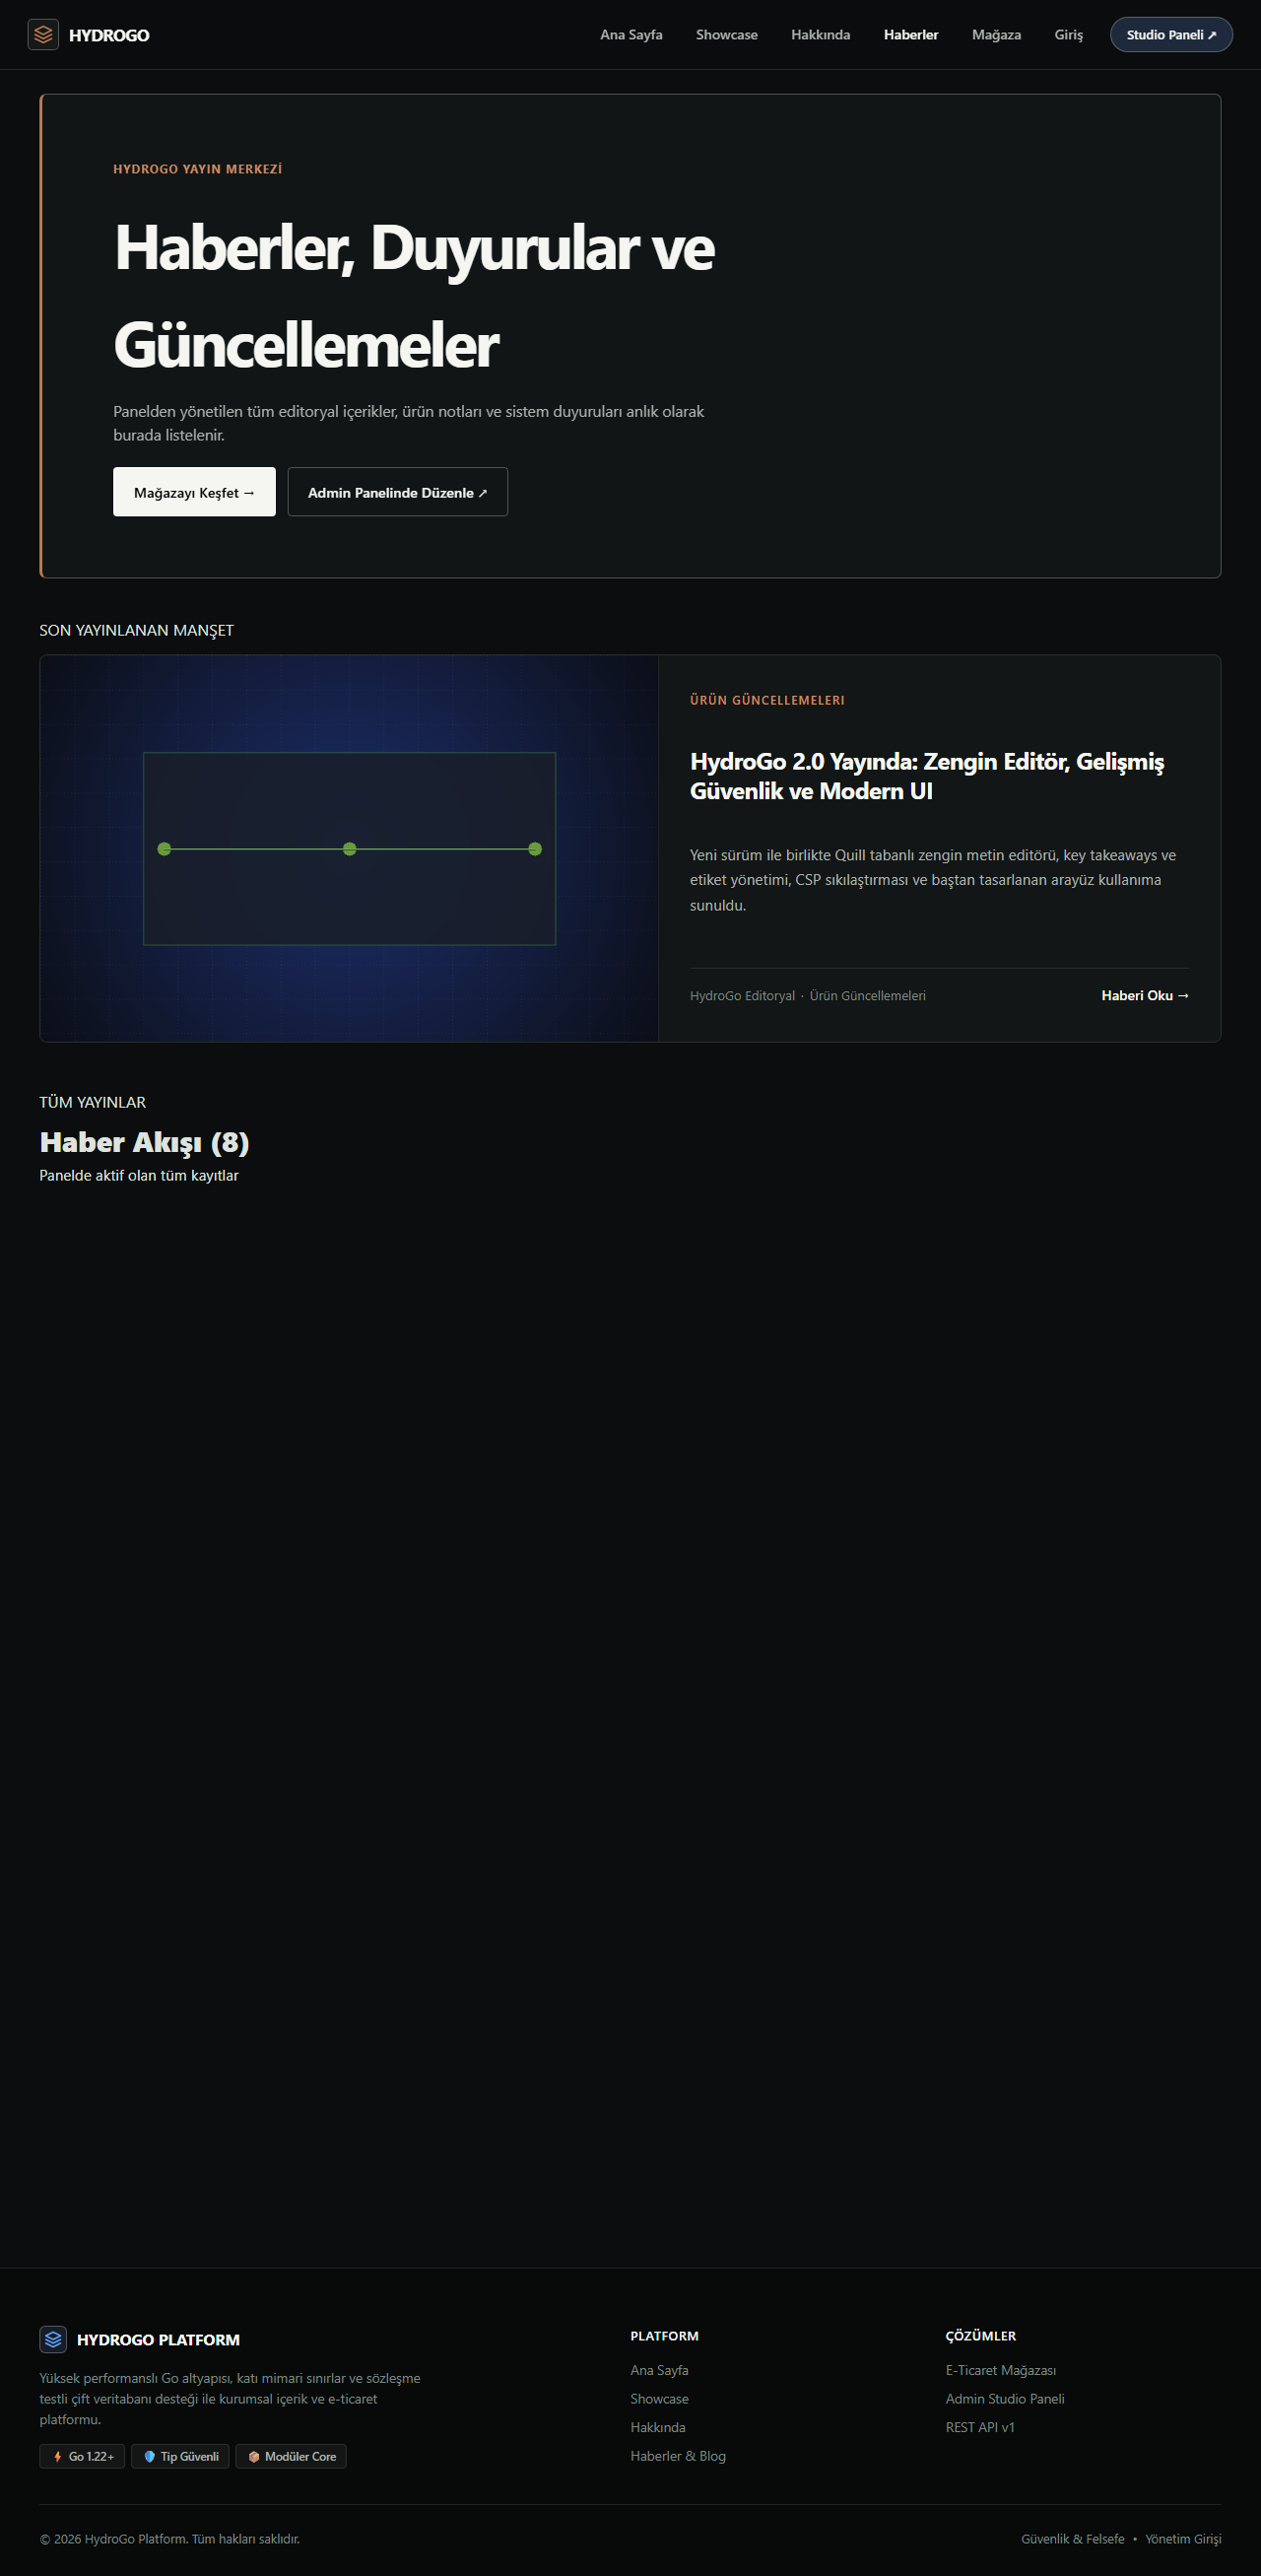 HYDROGO
Ana Sayfa
Showcase
Hakkında
Haberler
Mağaza
Giriş
Studio Paneli ↗
HYDROGO YAYIN MERKEZİ
Haberler, Duyurular ve
Güncellemeler
Panelden yönetilen tüm editoryal içerikler, ürün notları ve sistem duyuruları anlık olarak
burada listelenir.
Mağazayı Keşfet →
Admin Panelinde Düzenle ↗
SON YAYINLANAN MANŞET
ÜRÜN GÜNCELLEMELERI
HydroGo 2.0 Yayında: Zengin Editör, Gelişmiş
Güvenlik ve Modern UI
Yeni sürüm ile birlikte Quill tabanlı zengin metin editörü, key takeaways ve
etiket yönetimi, CSP sıkılaştırması ve baştan tasarlanan arayüz kullanıma
sunuldu.
HydroGo Editoryal · Ürün Güncellemeleri
Haberi Oku →
TÜM YAYINLAR
Haber Akışı (8)
Panelde aktif olan tüm kayıtlar
HYDROGO PLATFORM
Yüksek performanslı Go altyapısı, katı mimari sınırlar ve sözleşme
testli çift veritabanı desteği ile kurumsal içerik ve e-ticaret
platformu.
Go 1.22+
Tip Güvenli
Modüler Core
PLATFORM
Ana Sayfa
Showcase
Hakkında
Haberler & Blog
ÇÖZÜMLER
E-Ticaret Mağazası
Admin Studio Paneli
REST API v1
© 2026 HydroGo Platform. Tüm hakları saklıdır.
Güvenlik & Felsefe • Yönetim Girişi